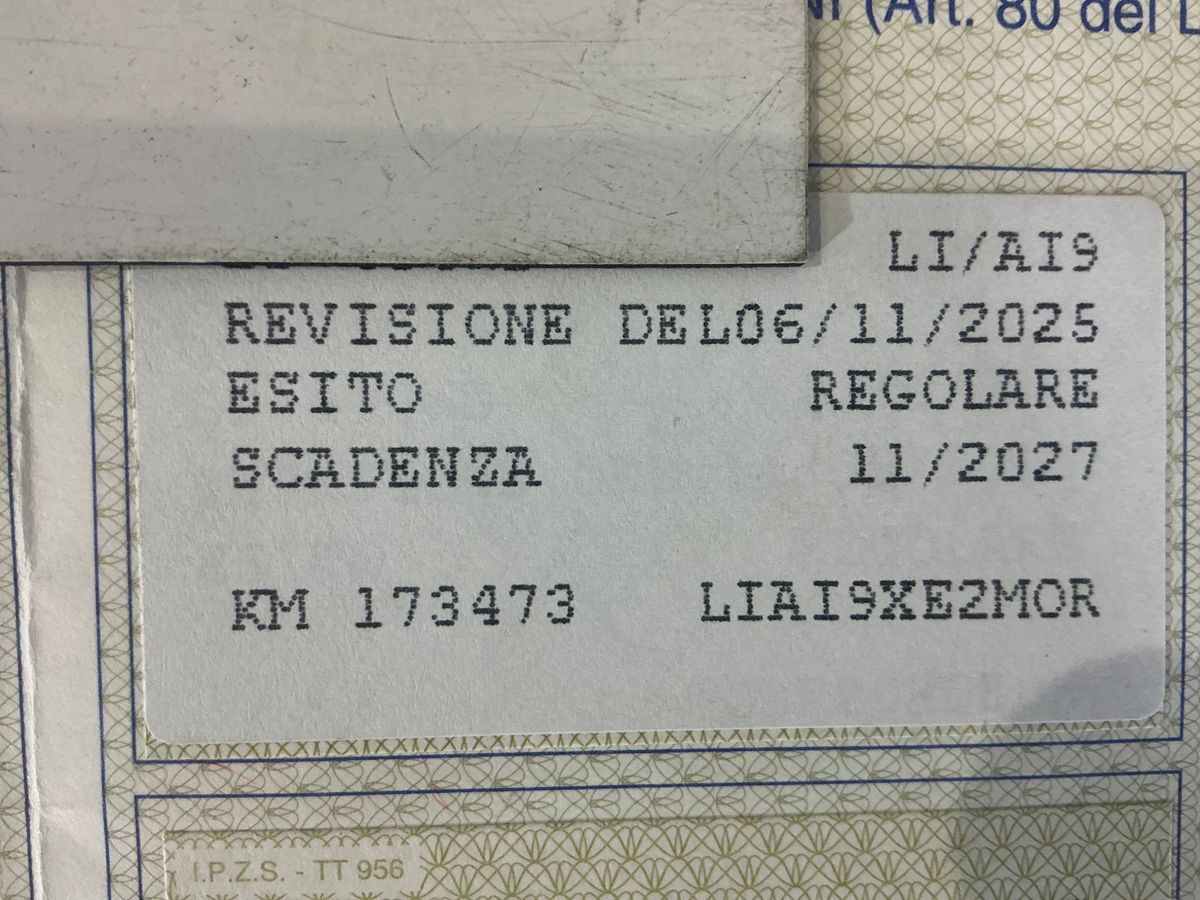 (Art. 80 del
LI/AI9
REVISIONE DEL06/11/2025
ESITO REGOLARE
SCADENZA 11/2027
KM 173473 LIAI9XE2MOR
I.P.Z.S. - TT 956